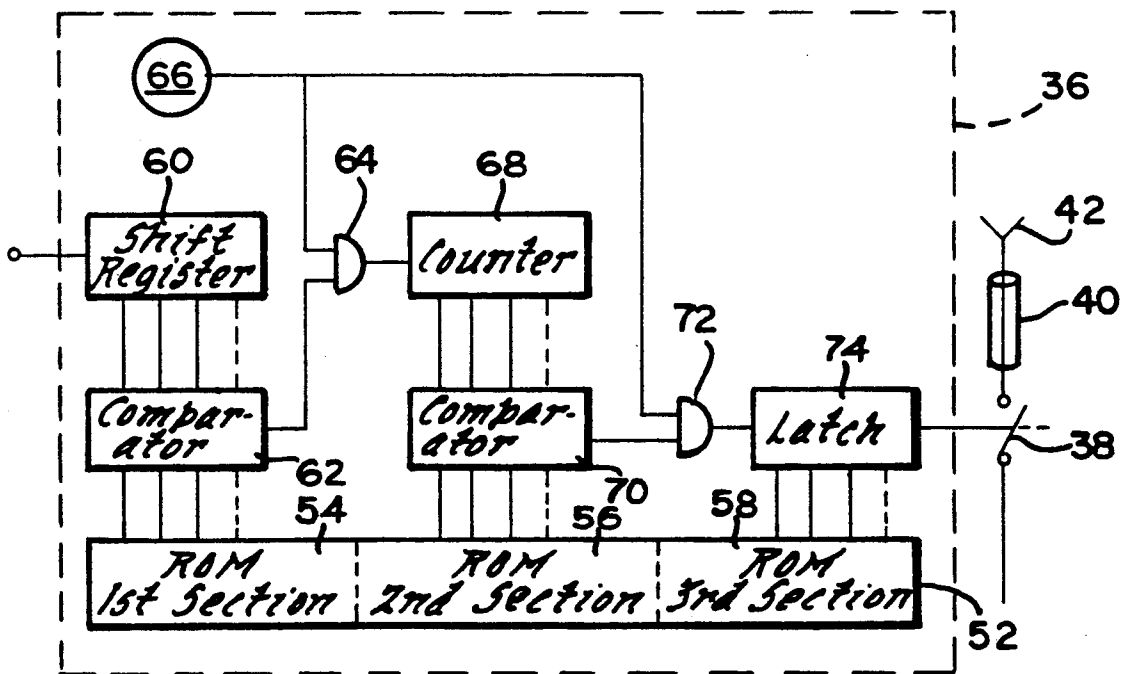 66
36
60
64
68
42
Shift
Register
Counter
40
72
74
Compar-
ator
Compar-
ator
Latch
38
62
70
54
56
58
ROM
1st Section
ROM
2nd Section
ROM
3rd Section
52